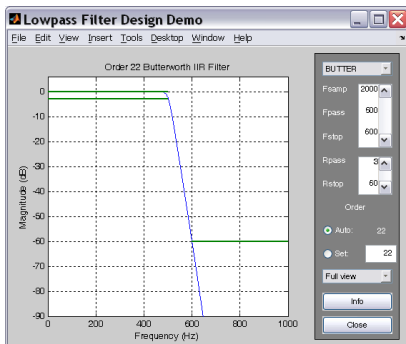 Lowpass Filter Design Demo
File Edit View Insert Tools Desktop Window Help
Order 22 Butterworth IIR Filter
0
-10
-20
-30
-40
-50
-60
-70
-80
-90
Magnitude (dB)
0 200 400 600 800 1000
Frequency (Hz)
BUTTER
Fsamp 2000
Fpass 500
Fstop 600
Rpass 3
Rstop 60
Order
Auto: 22
Set: 22
Full view
Info
Close